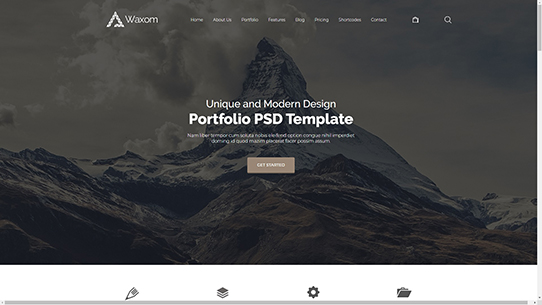 Waxom
Home About Us Portfolio Features Blog Pricing Shortcodes Contact
Unique and Modern Design
Portfolio PSD Template
Nam liber tempor cum soluta nobis eleifend option congue nihil imperdiet
doming id quod mazim placerat facer possim assum.
GET STARTED